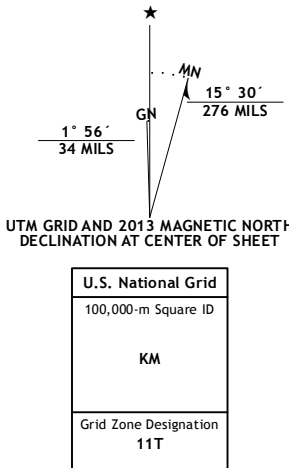 ★
MN
GN
15° 30´
276 MILS
1° 56´
34 MILS
UTM GRID AND 2013 MAGNETIC NORTH
DECLINATION AT CENTER OF SHEET
U.S. National Grid
100,000-m Square ID
KM
Grid Zone Designation
11T